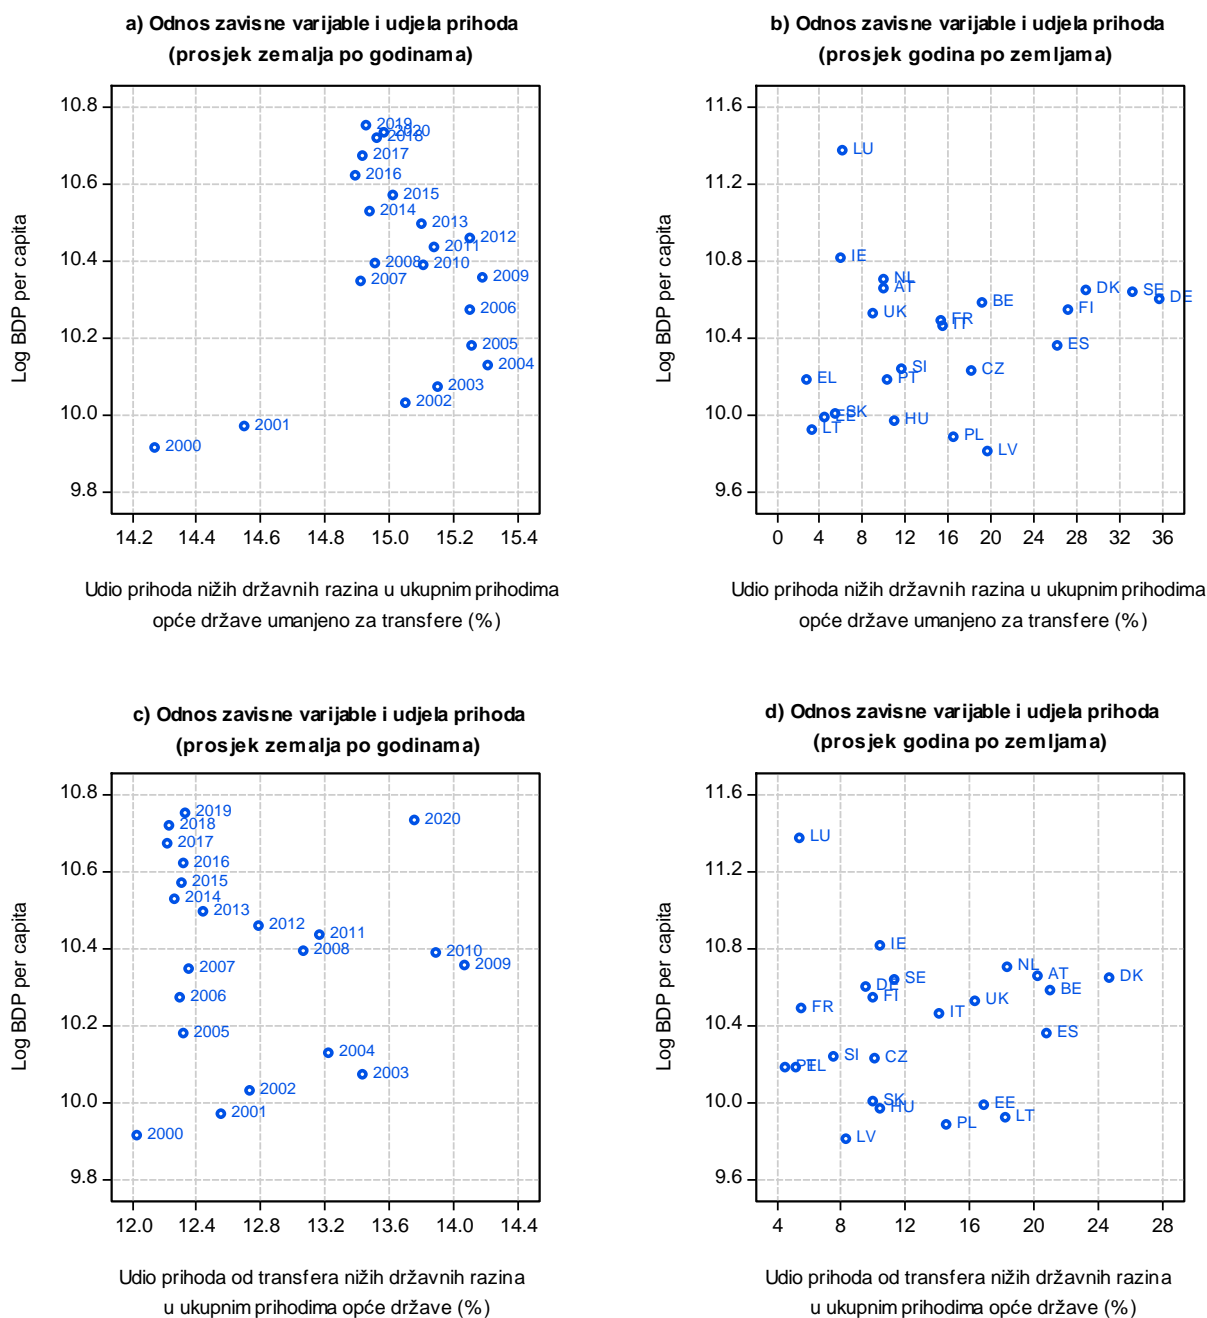 a) Odnos zavisne varijable i udjela prihoda
(prosjek zemalja po godinama)
Log BDP per capita
10.8
10.6
10.4
10.2
10.0
9.8
2019
2020
2018
2017
2016
2015
2014
2013
2012
2011
2008
2010
2009
2007
2006
2005
2004
2003
2002
2001
2000
14.2 14.4 14.6 14.8 15.0 15.2 15.4
Udio prihoda nižih državnih razina u ukupnim prihodima
opće države umanjeno za transfere (%)
b) Odnos zavisne varijable i udjela prihoda
(prosjek godina po zemljama)
Log BDP per capita
11.6
11.2
10.8
10.4
10.0
9.6
LU
IE
NL
AT
DK
SE
DE
BE
FI
UK
FR
IT
ES
SI
CZ
EL
PT
SK
EE
HU
LT
PL
LV
0 4 8 12 16 20 24 28 32 36
Udio prihoda nižih državnih razina u ukupnim prihodima
opće države umanjeno za transfere (%)
c) Odnos zavisne varijable i udjela prihoda
(prosjek zemalja po godinama)
Log BDP per capita
10.8
10.6
10.4
10.2
10.0
9.8
2019
2020
2018
2017
2016
2015
2014
2013
2012
2011
2008
2010
2009
2007
2006
2005
2004
2003
2002
2001
2000
12.0 12.4 12.8 13.2 13.6 14.0 14.4
Udio prihoda od transfera nižih državnih razina
u ukupnim prihodima opće države (%)
d) Odnos zavisne varijable i udjela prihoda
(prosjek godina po zemljama)
Log BDP per capita
11.6
11.2
10.8
10.4
10.0
9.6
LU
IE
NL
AT
DK
SE
DE
BE
FI
UK
FR
IT
ES
SI
CZ
PT
EL
SK
HU
EE
LT
PL
LV
4 8 12 16 20 24 28
Udio prihoda od transfera nižih državnih razina
u ukupnim prihodima opće države (%)